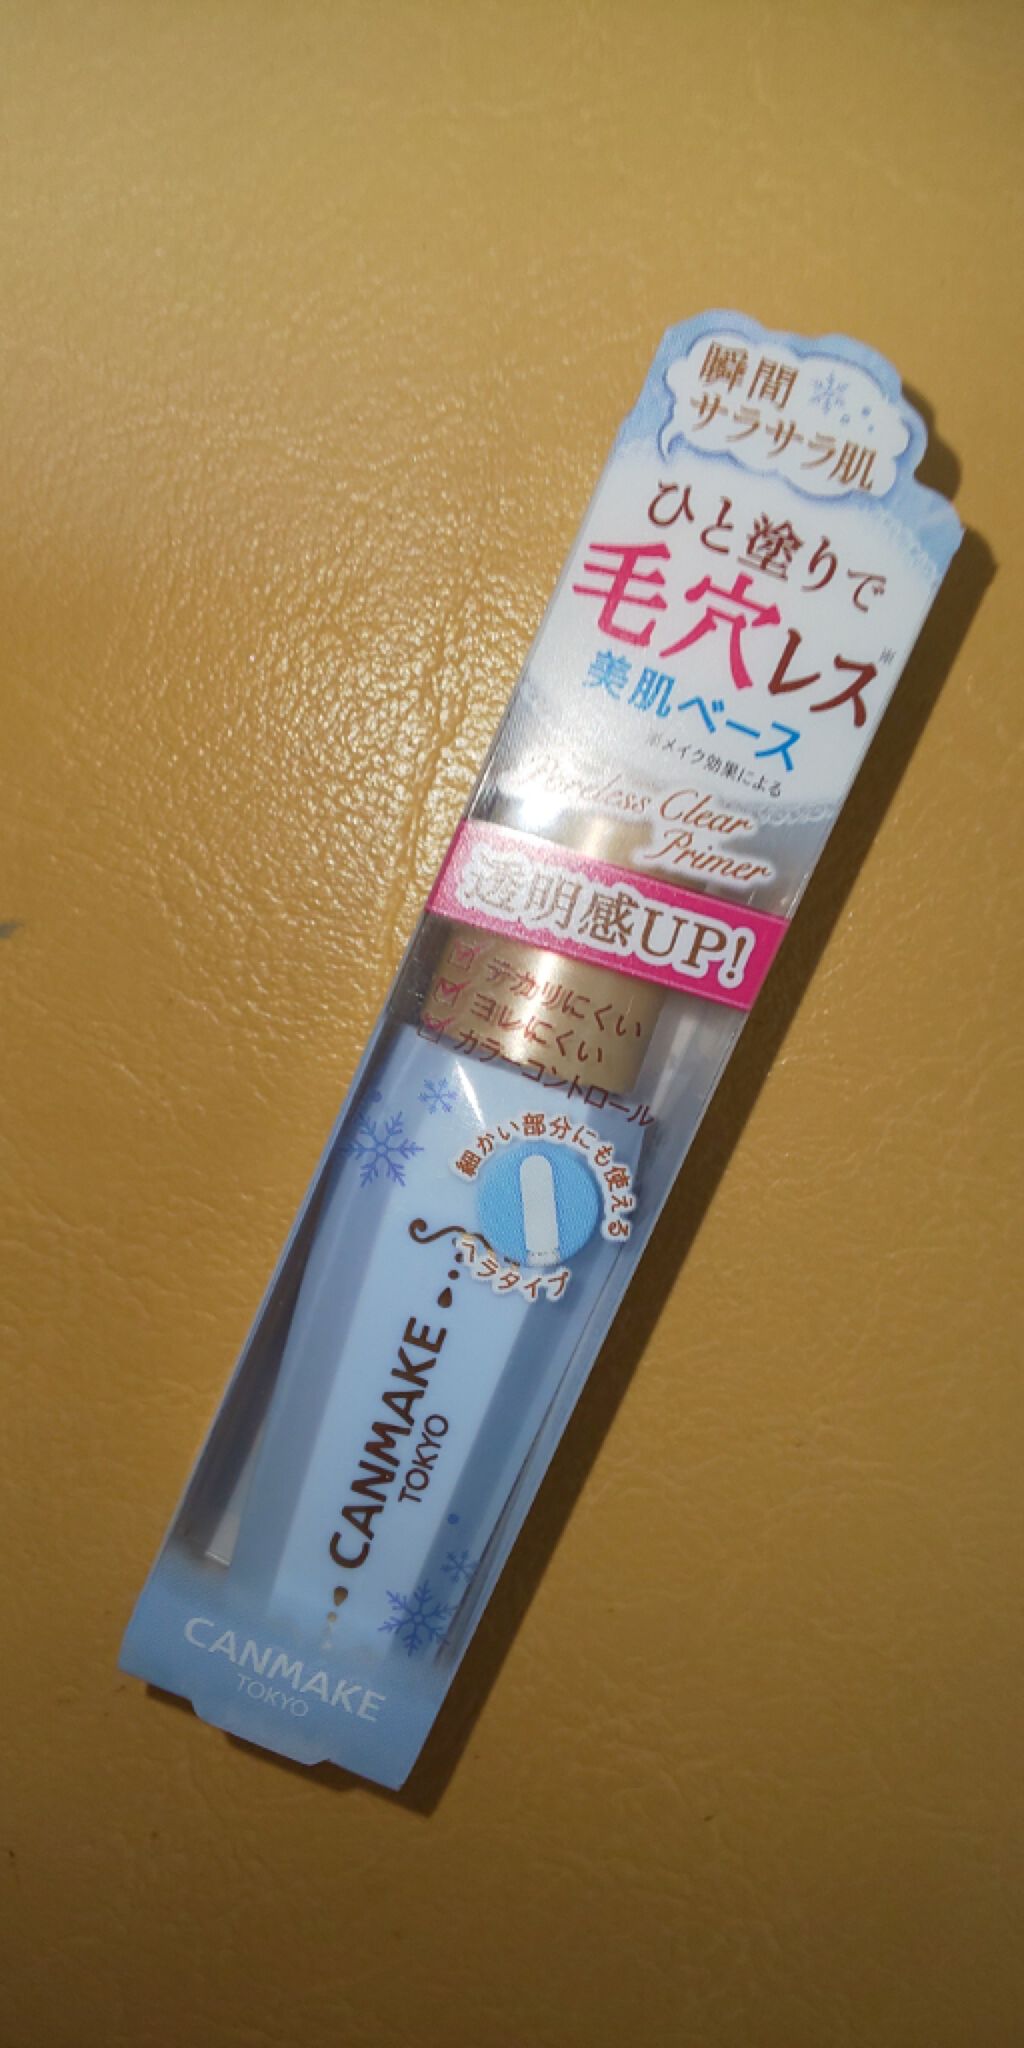 瞬間
サラサラ肌
ひと塗りで
毛穴レス※
美肌ベース
※メイク効果による
Poreless Clear
Primer
透明感UP!
テカリにくい
ヨレにくい
カラーコントロール
細かい部分にも使える
ヘラタイプ
CANMAKE
TOKYO
CANMAKE
TOKYO